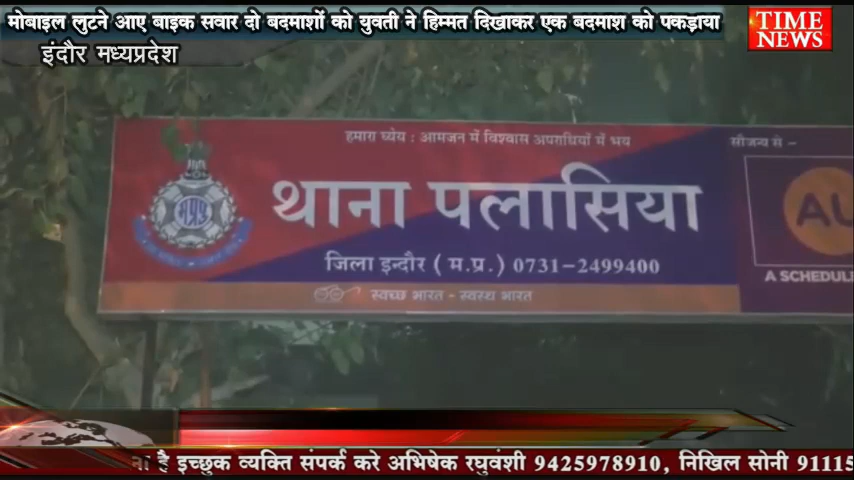 मोबाइल लुटने आए बाइक सवार दो बदमाशों को युवती ने हिम्मत दिखाकर एक बदमाश को पकड़ाया
TIME NEWS
इंदौर मध्यप्रदेश
हमारा ध्येय : आमजन में विश्वास अपराधियों में भय
सौजन्य से -
थाना पलासिया
AU
जिला इन्दौर ( म.प्र. ) 0731-2499400
A SCHEDUL
स्वच्छ भारत - स्वस्थ भारत
है इच्छुक व्यक्ति संपर्क करे अभिषेक रघुवंशी 9425978910, निखिल सोनी 91115